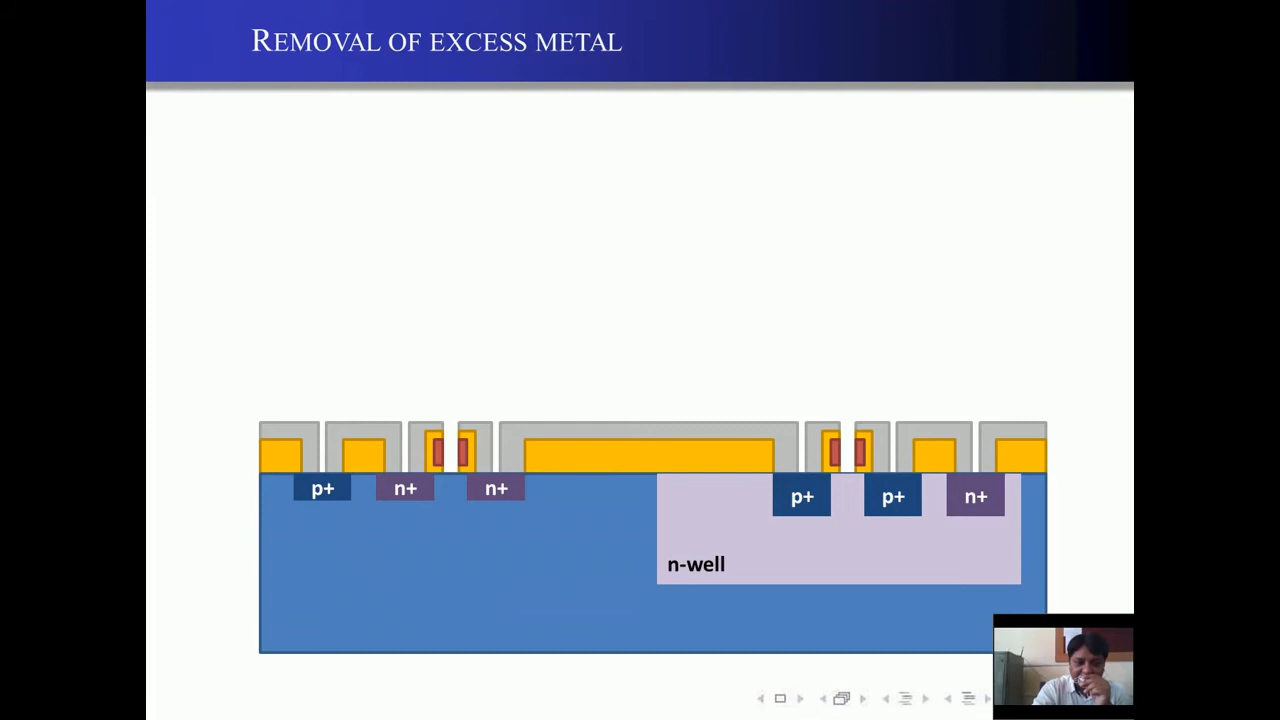 REMOVAL OF EXCESS METAL
p+ n+ n+ p+ p+ n+
n-well